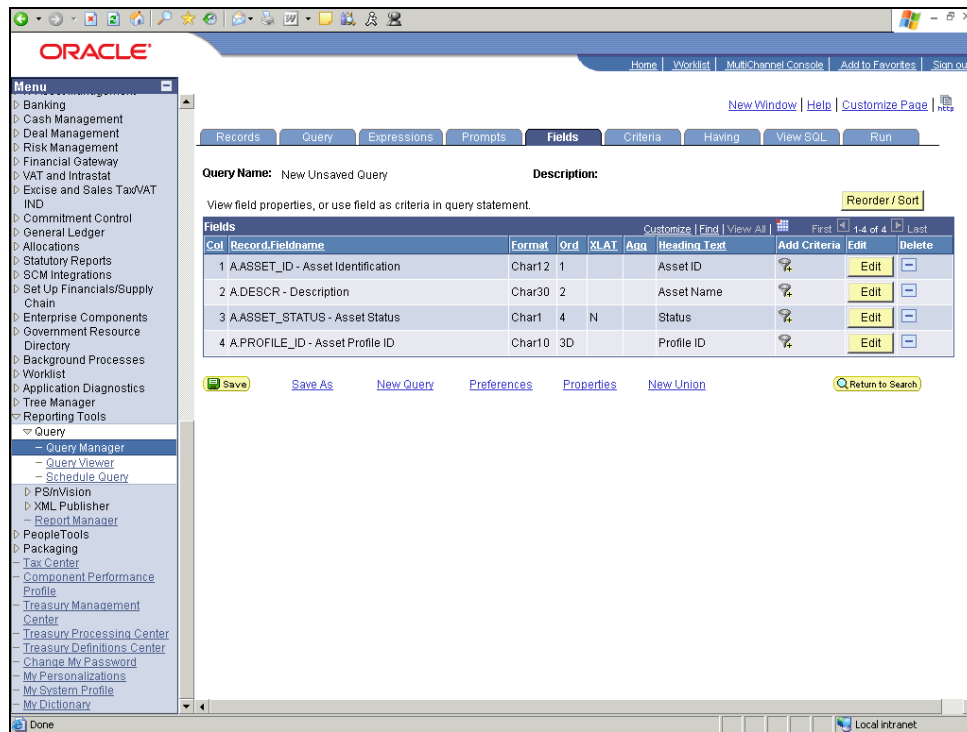 ORACLE
Home | Worklist | MultiChannel Console | Add to Favorites | Sign ou
Menu
Banking
Cash Management
Deal Management
Risk Management
Financial Gateway
VAT and Intrastat
Excise and Sales Tax/VAT
IND
Commitment Control
General Ledger
Allocations
Statutory Reports
SCM Integrations
Set Up Financials/Supply
Chain
Enterprise Components
Government Resource
Directory
Background Processes
Worklist
Application Diagnostics
Tree Manager
Reporting Tools
Query
Query Manager
Query Viewer
Schedule Query
PS/nVision
XML Publisher
Report Manager
PeopleTools
Packaging
Tax Center
Component Performance
Profile
Treasury Management
Center
Treasury Processing Center
Treasury Definitions Center
Change My Password
My Personalizations
My System Profile
My Dictionary
New Window | Help | Customize Page | http
Records Query Expressions Prompts Fields Criteria Having View SQL Run
Query Name: New Unsaved Query Description:
View field properties, or use field as criteria in query statement.
Reorder / Sort
Fields Customize | Find | View All | First 1-4 of 4 Last
Col Record.Fieldname Format Ord XLAT Agg Heading Text Add Criteria Edit Delete
1 A.ASSET_ID - Asset Identification Char12 1 Asset ID Edit
2 A.DESCR - Description Char30 2 Asset Name Edit
3 A.ASSET_STATUS - Asset Status Char1 4 N Status Edit
4 A.PROFILE_ID - Asset Profile ID Char10 3D Profile ID Edit
Save Save As New Query Preferences Properties New Union Return to Search
Done Local intranet